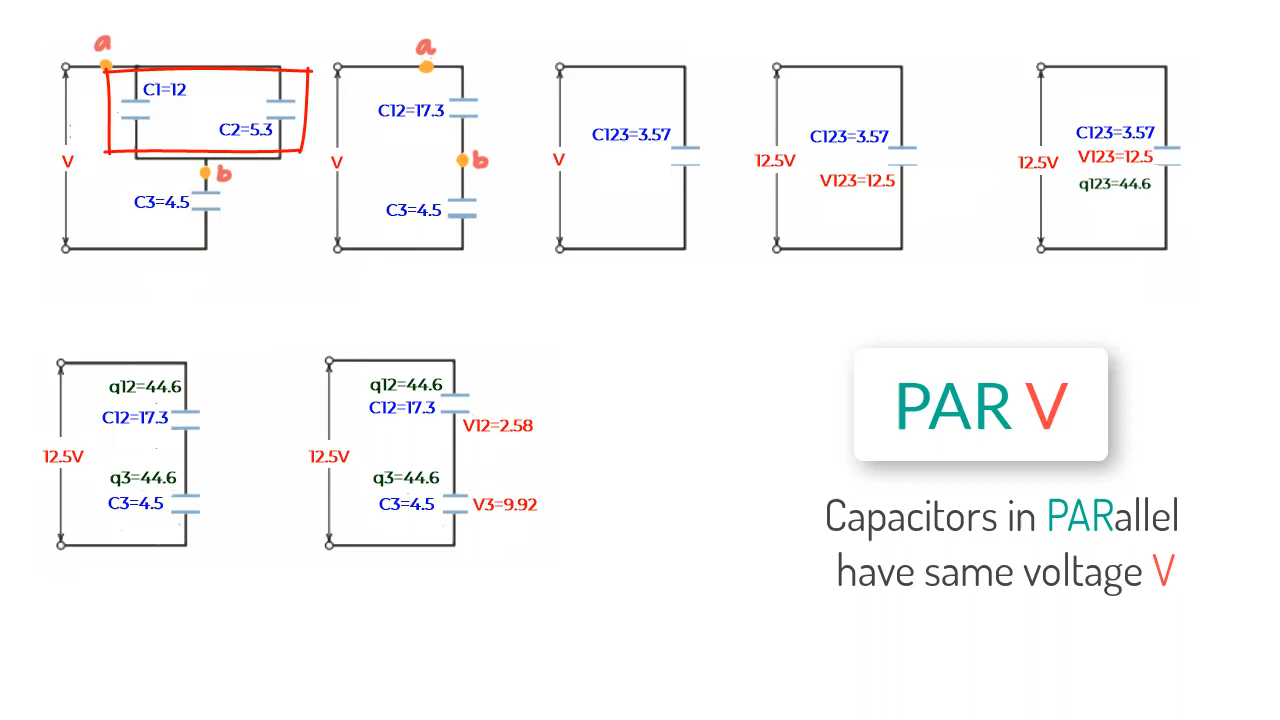 a
C1=12
C2=5.3
V
b
C3=4.5
a
C12=17.3
V
b
C3=4.5
C123=3.57
V
C123=3.57
12.5V
V123=12.5
C123=3.57
V123=12.5
12.5V
q123=44.6
q12=44.6
C12=17.3
12.5V
q3=44.6
C3=4.5
q12=44.6
C12=17.3
V12=2.58
12.5V
q3=44.6
C3=4.5
V3=9.92
PAR V
Capacitors in PARallel
have same voltage V